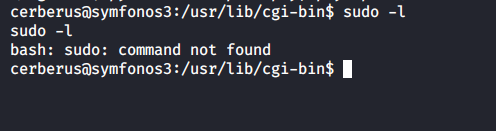 cerberus@symfonos3:/usr/lib/cgi-bin$ sudo -l
sudo -l
bash: sudo: command not found
cerberus@symfonos3:/usr/lib/cgi-bin$